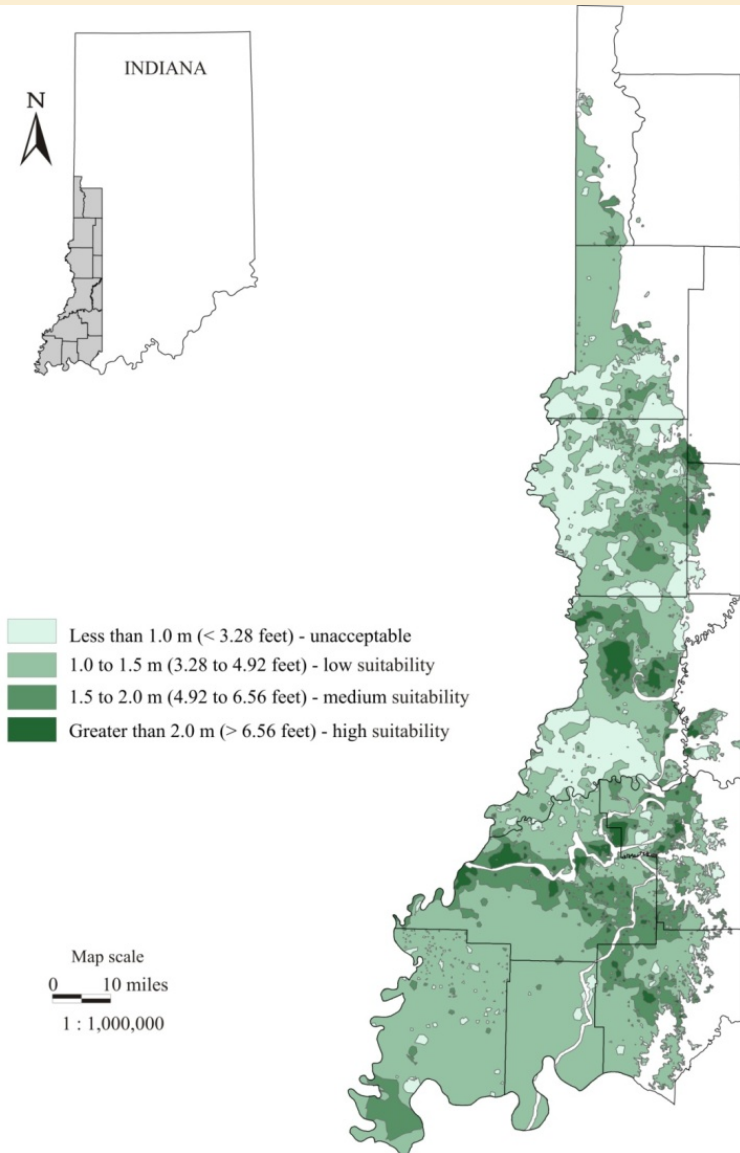 INDIANA
N
Less than 1.0 m (< 3.28 feet) - unacceptable
1.0 to 1.5 m (3.28 to 4.92 feet) - low suitability
1.5 to 2.0 m (4.92 to 6.56 feet) - medium suitability
Greater than 2.0 m (> 6.56 feet) - high suitability
Map scale
0 10 miles
1 : 1,000,000